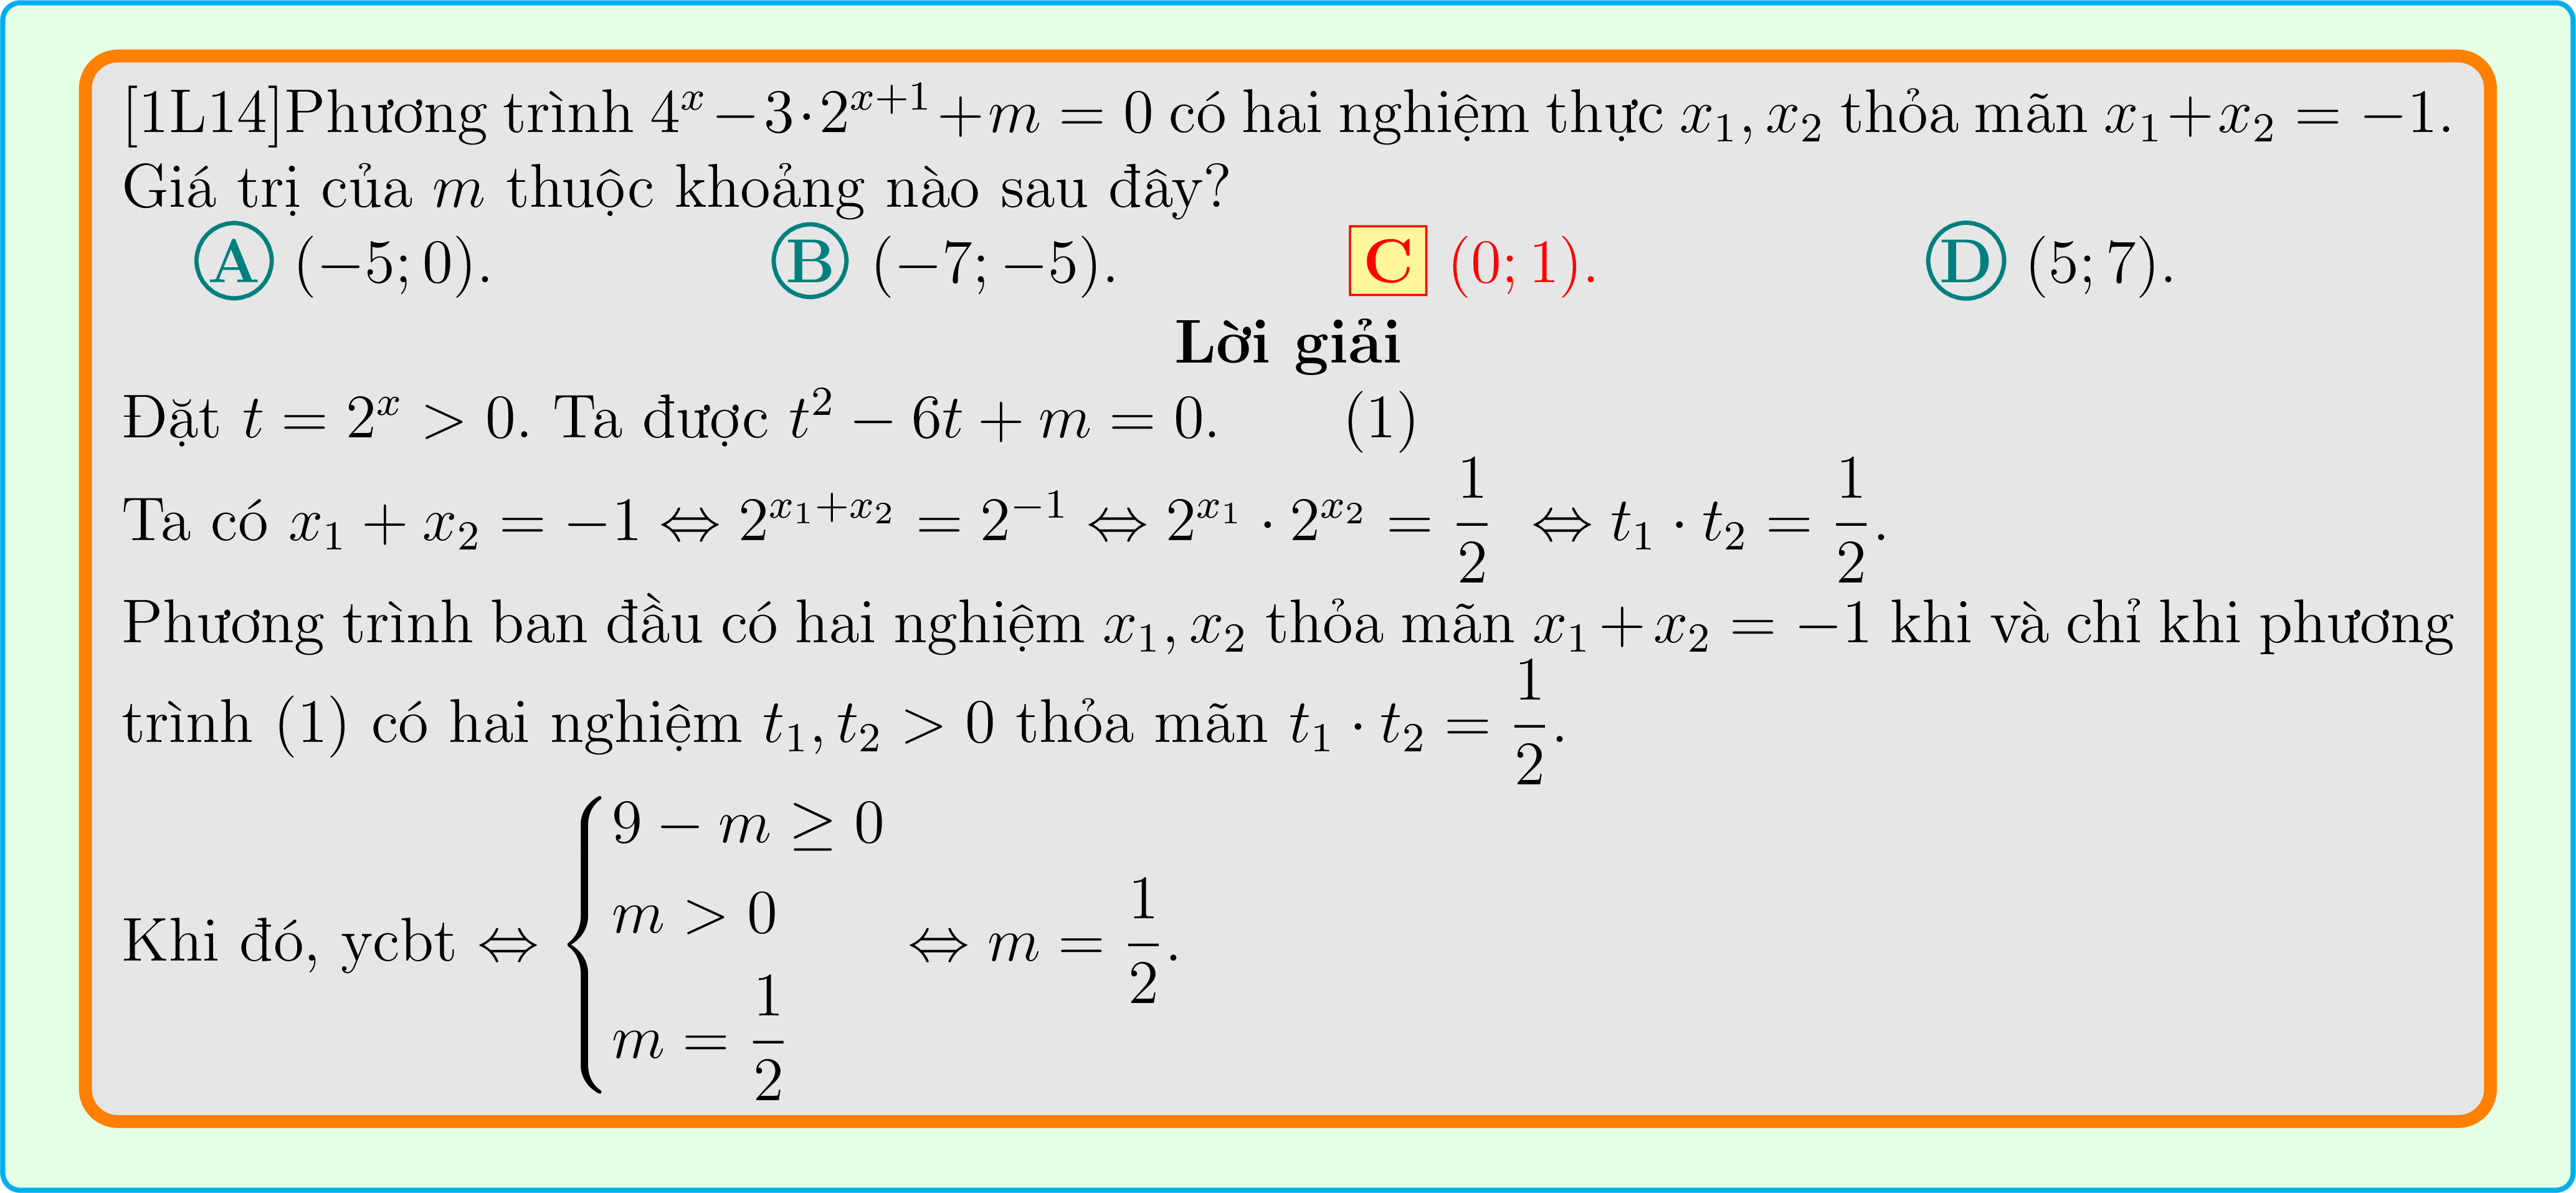 [1L14]Phương trình $4^x - 3 \cdot 2^{x+1} + m = 0$ có hai nghiệm thực $x_1, x_2$ thỏa mãn $x_1 + x_2 = -1$.
Giá trị của $m$ thuộc khoảng nào sau đây?
A $(-5; 0)$. B $(-7; -5)$. C $(0; 1)$. D $(5; 7)$.
Lời giải
Đặt $t = 2^x > 0$. Ta được $t^2 - 6t + m = 0$. (1)
Ta có $x_1 + x_2 = -1 \Leftrightarrow 2^{x_1+x_2} = 2^{-1} \Leftrightarrow 2^{x_1} \cdot 2^{x_2} = \dfrac{1}{2} \Leftrightarrow t_1 \cdot t_2 = \dfrac{1}{2}$.
Phương trình ban đầu có hai nghiệm $x_1, x_2$ thỏa mãn $x_1 + x_2 = -1$ khi và chỉ khi phương
trình (1) có hai nghiệm $t_1, t_2 > 0$ thỏa mãn $t_1 \cdot t_2 = \dfrac{1}{2}$.
Khi đó, ycbt $\Leftrightarrow \begin{cases} 9 - m \geq 0 \\ m > 0 \\ m = \dfrac{1}{2} \end{cases} \Leftrightarrow m = \dfrac{1}{2}$.